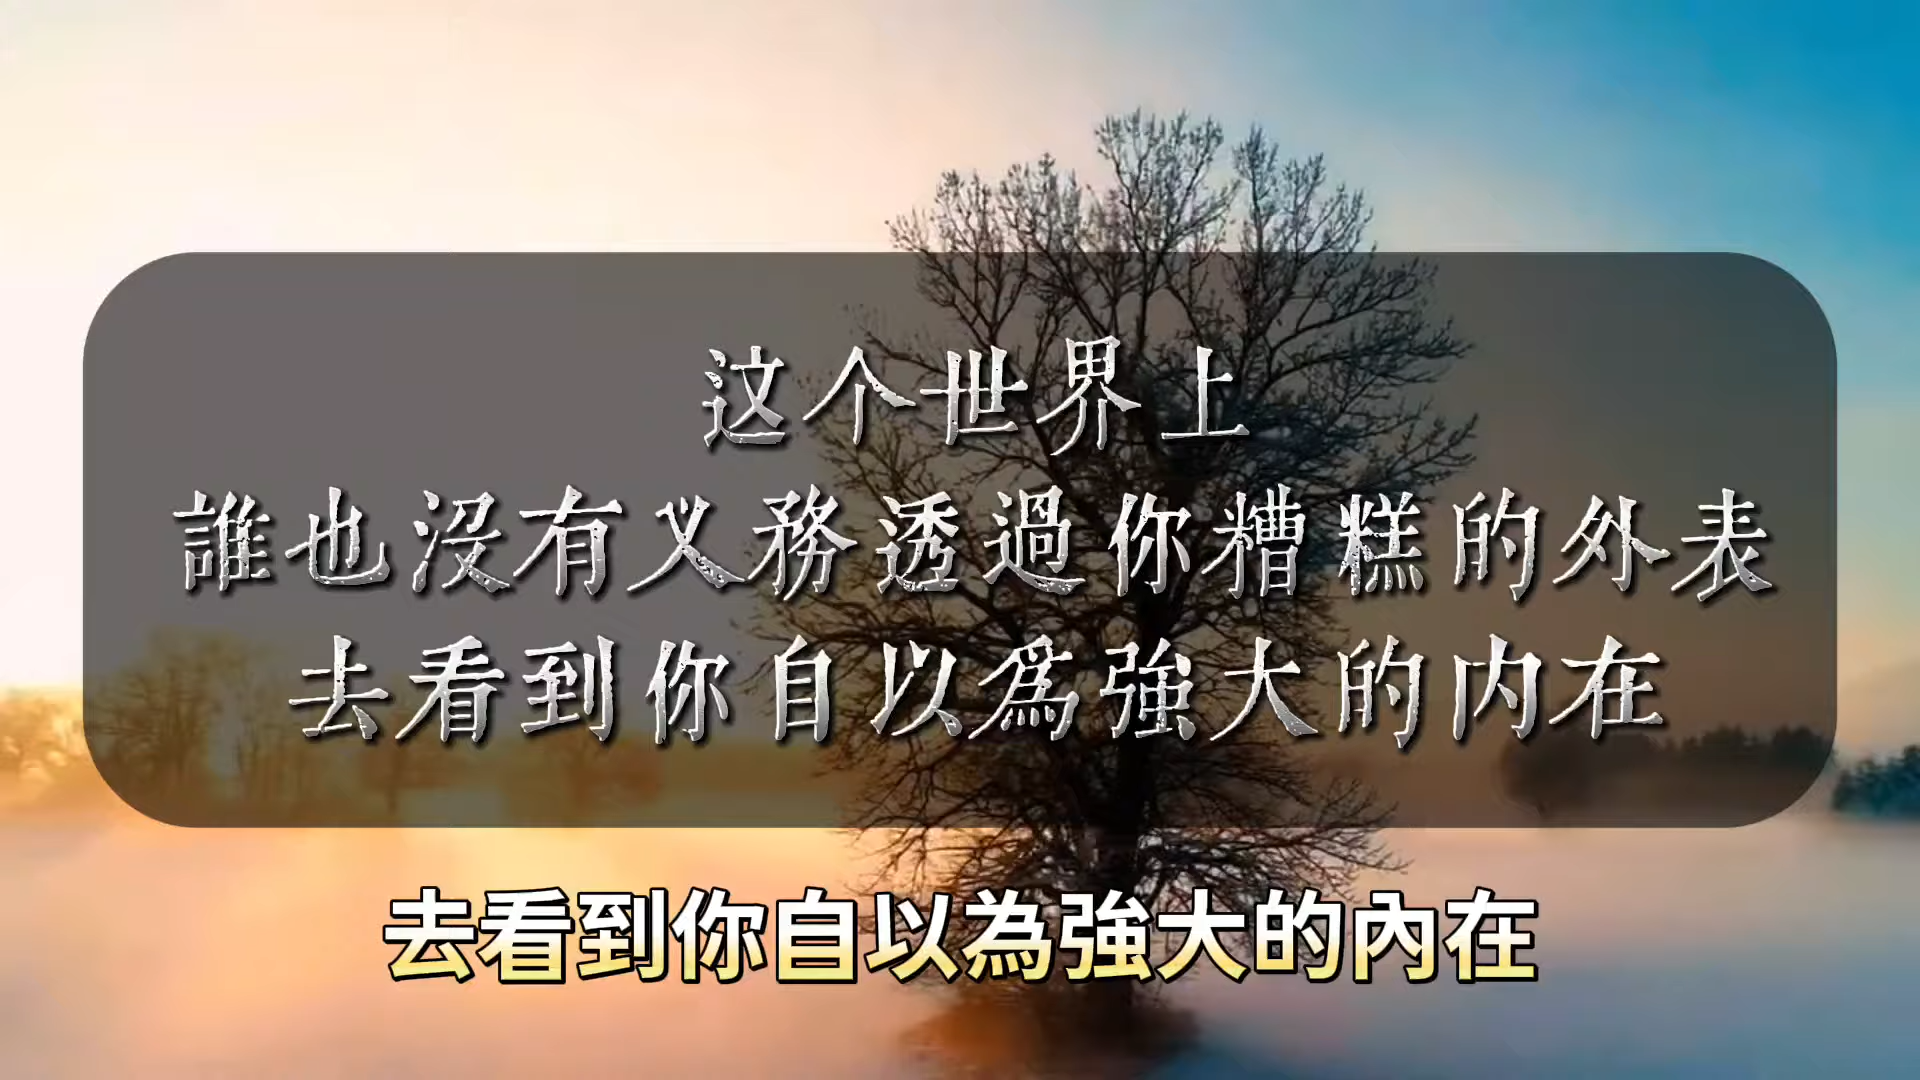 这个世界上
誰也沒有义務透過你糟糕的外表
去看到你自以為強大的内在
去看到你自以為強大的內在